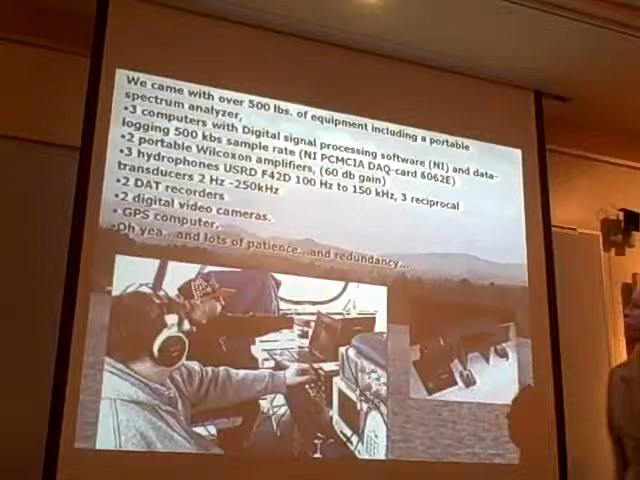 We came with over 500 lbs. of equipment including a portable
spectrum analyzer,
•3 computers with Digital signal processing software (NI) and data-
logging 500 kbs sample rate (NI PCMCIA DAQ-card 6062E)
•2 portable Wilcoxon amplifiers, (60 db gain)
•3 hydrophones USRD F42D 100 Hz to 150 kHz, 3 reciprocal
transducers 2 Hz -250kHz
•2 DAT recorders
•2 digital video cameras.
•GPS computer.
•Oh yea...and lots of patience...and redundancy...